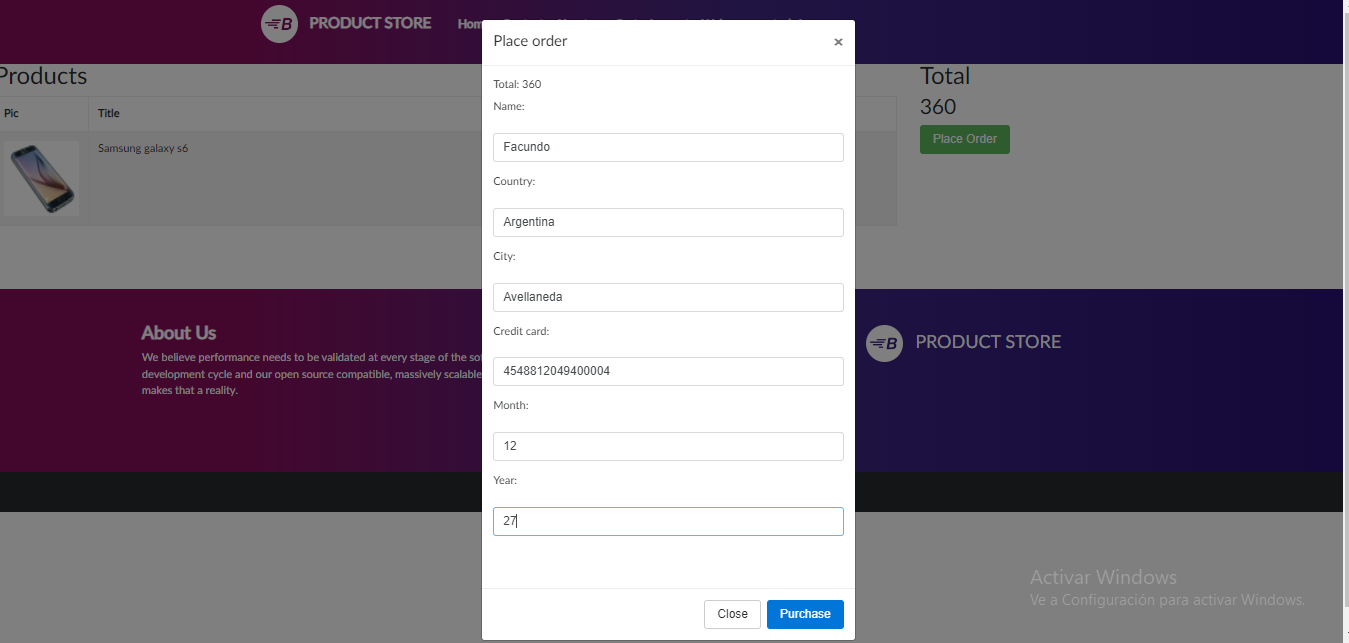 PRODUCT STORE
Place order
×
Products
Total: 360
Total
Name:
360
Pic
Title
Place Order
Facundo
Samsung galaxy s6
Country:
Argentina
City:
Avellaneda
About Us
Credit card:
PRODUCT STORE
We believe performance needs to be validated at every stage of the
development cycle and our open source compatible, massively scalable
makes that a reality.
4548812049400004
Month:
12
Year:
27
Activar Windows
Ve a Configuración para activar Windows.
Close
Purchase